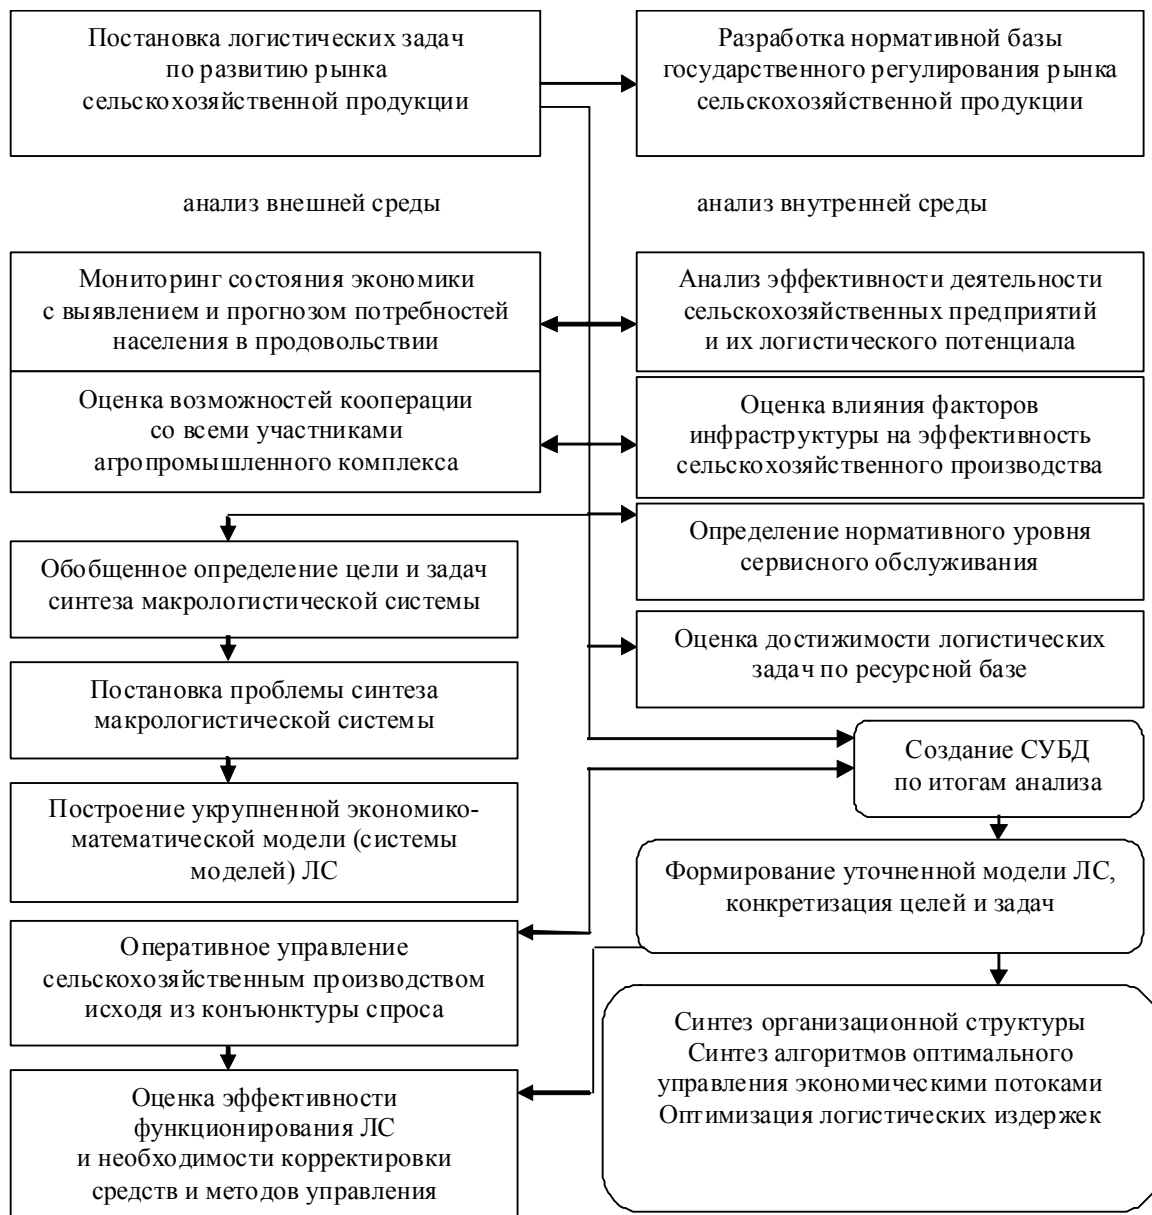 Постановка логистических задач
по развитию рынка
сельскохозяйственной продукции
Разработка нормативной базы
государственного регулирования рынка
сельскохозяйственной продукции
анализ внешней среды
анализ внутренней среды
Мониторинг состояния экономики
с выявлением и прогнозом потребностей
населения в продовольствии
Анализ эффективности деятельности
сельскохозяйственных предприятий
и их логистического потенциала
Оценка возможностей кооперации
со всеми участниками
агропромышленного комплекса
Оценка влияния факторов
инфраструктуры на эффективность
сельскохозяйственного производства
Определение нормативного уровня
сервисного обслуживания
Обобщенное определение цели и задач
синтеза макрологистической системы
Оценка достижимости логистических
задач по ресурсной базе
Постановка проблемы синтеза
макрологистической системы
Создание СУБД
по итогам анализа
Построение укрупненной экономико-
математической модели (системы
моделей) ЛС
Формирование уточненной модели ЛС,
конкретизация целей и задач
Оперативное управление
сельскохозяйственным производством
исходя из конъюнктуры спроса
Синтез организационной структуры
Синтез алгоритмов оптимального
управления экономическими потоками
Оптимизация логистических издержек
Оценка эффективности
функционирования ЛС
и необходимости корректировки
средств и методов управления